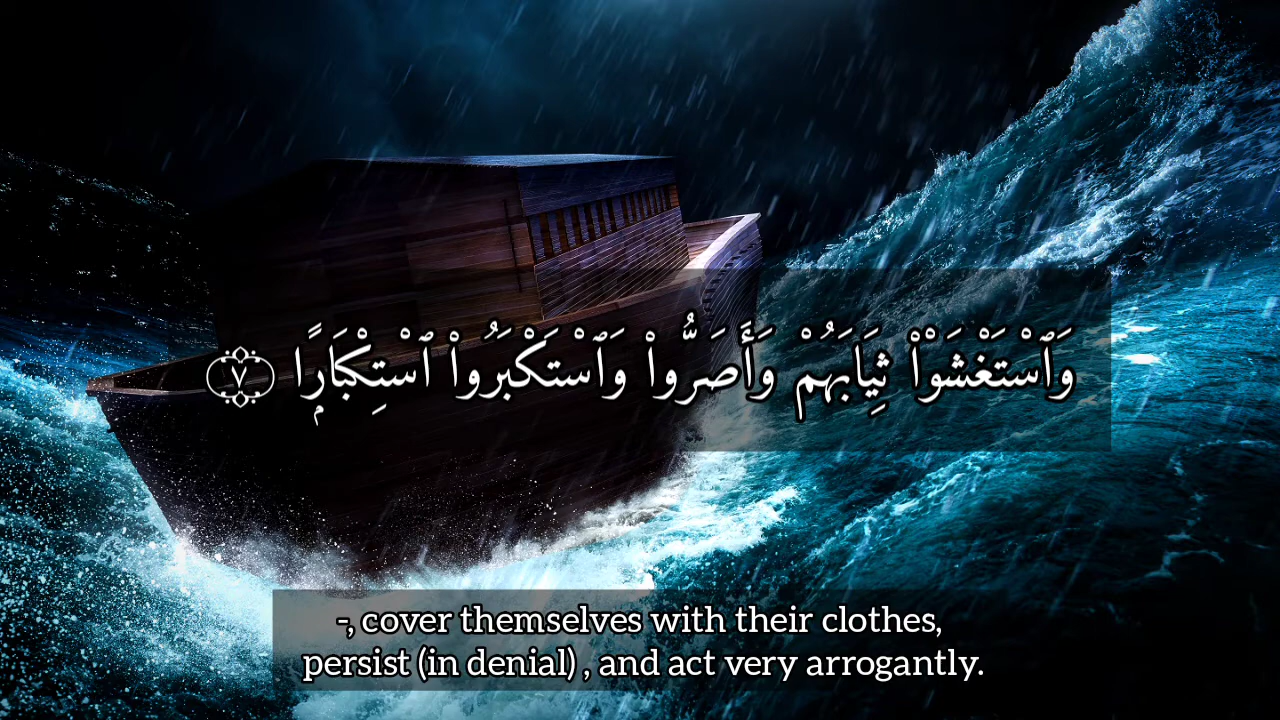 وَٱسْتَغْشَوْا۟ ثِيَابَهُمْ وَأَصَرُّوا۟ وَٱسْتَكْبَرُوا۟ ٱسْتِكْبَارًۭا ٧
-, cover themselves with their clothes,
persist (in denial) , and act very arrogantly.